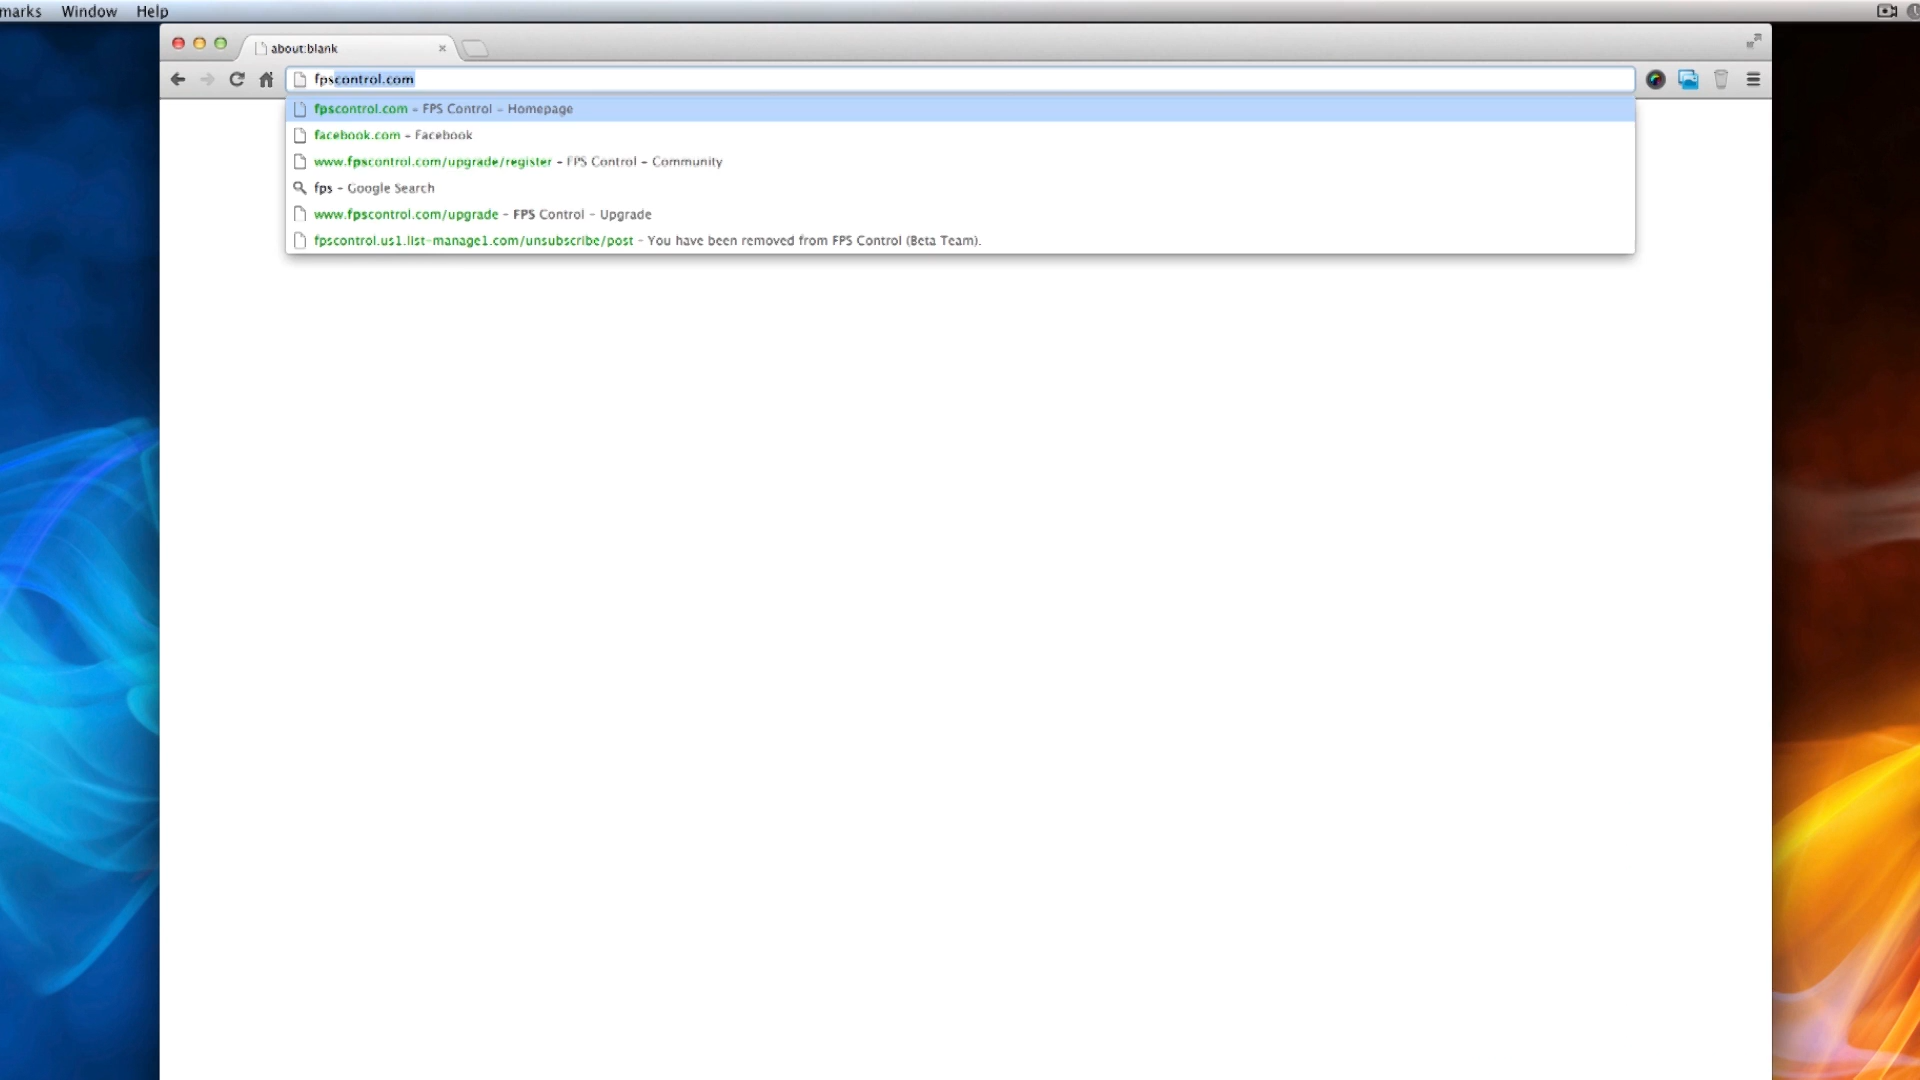 marks Window Help
about:blank
fpscontrol.com
fpscontrol.com - FPS Control - Homepage
facebook.com - Facebook
www.fpscontrol.com/upgrade/register - FPS Control - Community
fps - Google Search
www.fpscontrol.com/upgrade - FPS Control - Upgrade
fpscontrol.us1.list-manage1.com/unsubscribe/post - You have been removed from FPS Control (Beta Team).